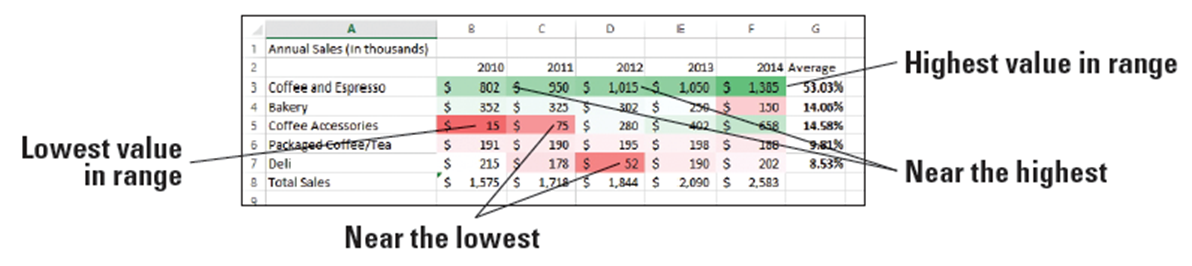 A B C D E F G
1 Annual Sales (in thousands)
2 2010 2011 2012 2013 2014 Average
3 Coffee and Espresso $ 802 $ 950 $ 1,015 $ 1,050 $ 1,385 53.03%
4 Bakery $ 352 $ 325 $ 302 $ 250 $ 150 14.06%
5 Coffee Accessories $ 15 $ 75 $ 280 $ 402 $ 658 14.58%
6 Packaged Coffee/Tea $ 191 $ 190 $ 195 $ 198 $ 188 9.81%
7 Deli $ 215 178 $ 52 $ 190 $ 202 8.53%
8 Total Sales $ 1,575 $ 1,718 $ 1,844 $ 2,090 $ 2,583
9
Highest value in range
Lowest value
in range
Near the highest
Near the lowest